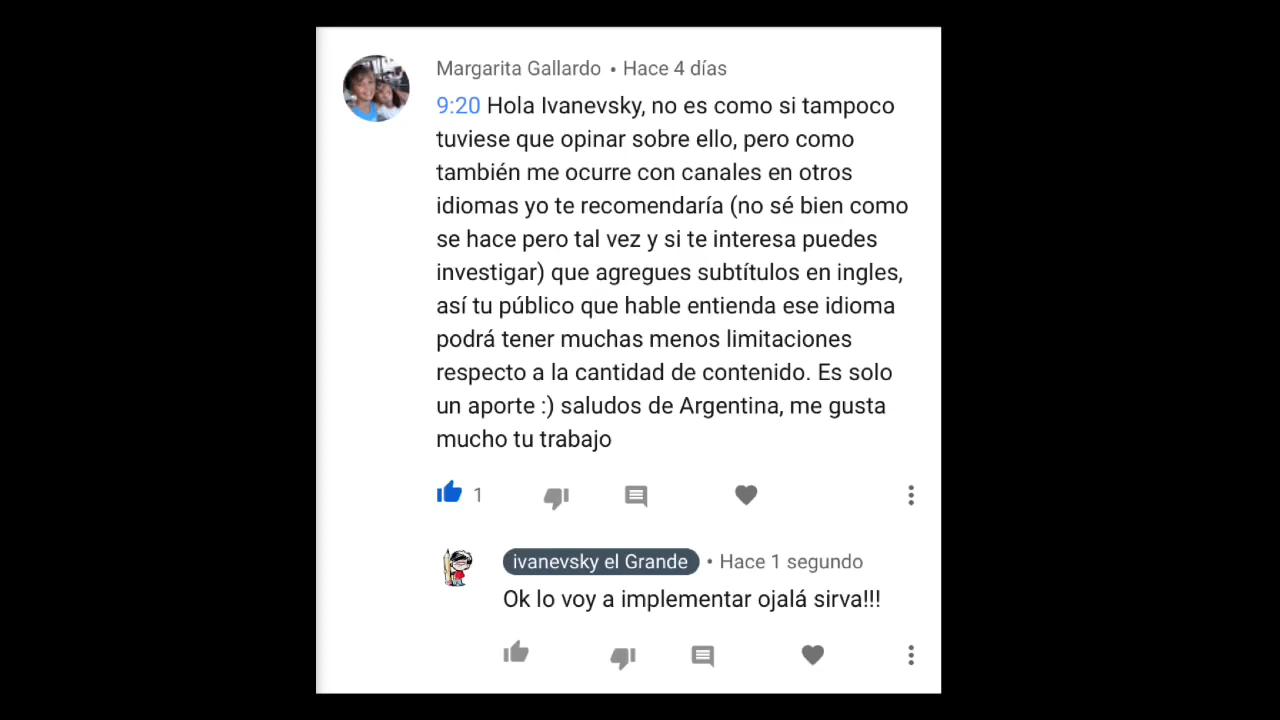 Margarita Gallardo • Hace 4 días
9:20 Hola Ivanevsky, no es como si tampoco
tuviese que opinar sobre ello, pero como
también me ocurre con canales en otros
idiomas yo te recomendaría (no sé bien como
se hace pero tal vez y si te interesa puedes
investigar) que agregues subtítulos en ingles,
así tu público que hable entienda ese idioma
podrá tener muchas menos limitaciones
respecto a la cantidad de contenido. Es solo
un aporte :) saludos de Argentina, me gusta
mucho tu trabajo
1
ivanevsky el Grande • Hace 1 segundo
Ok lo voy a implementar ojalá sirva!!!